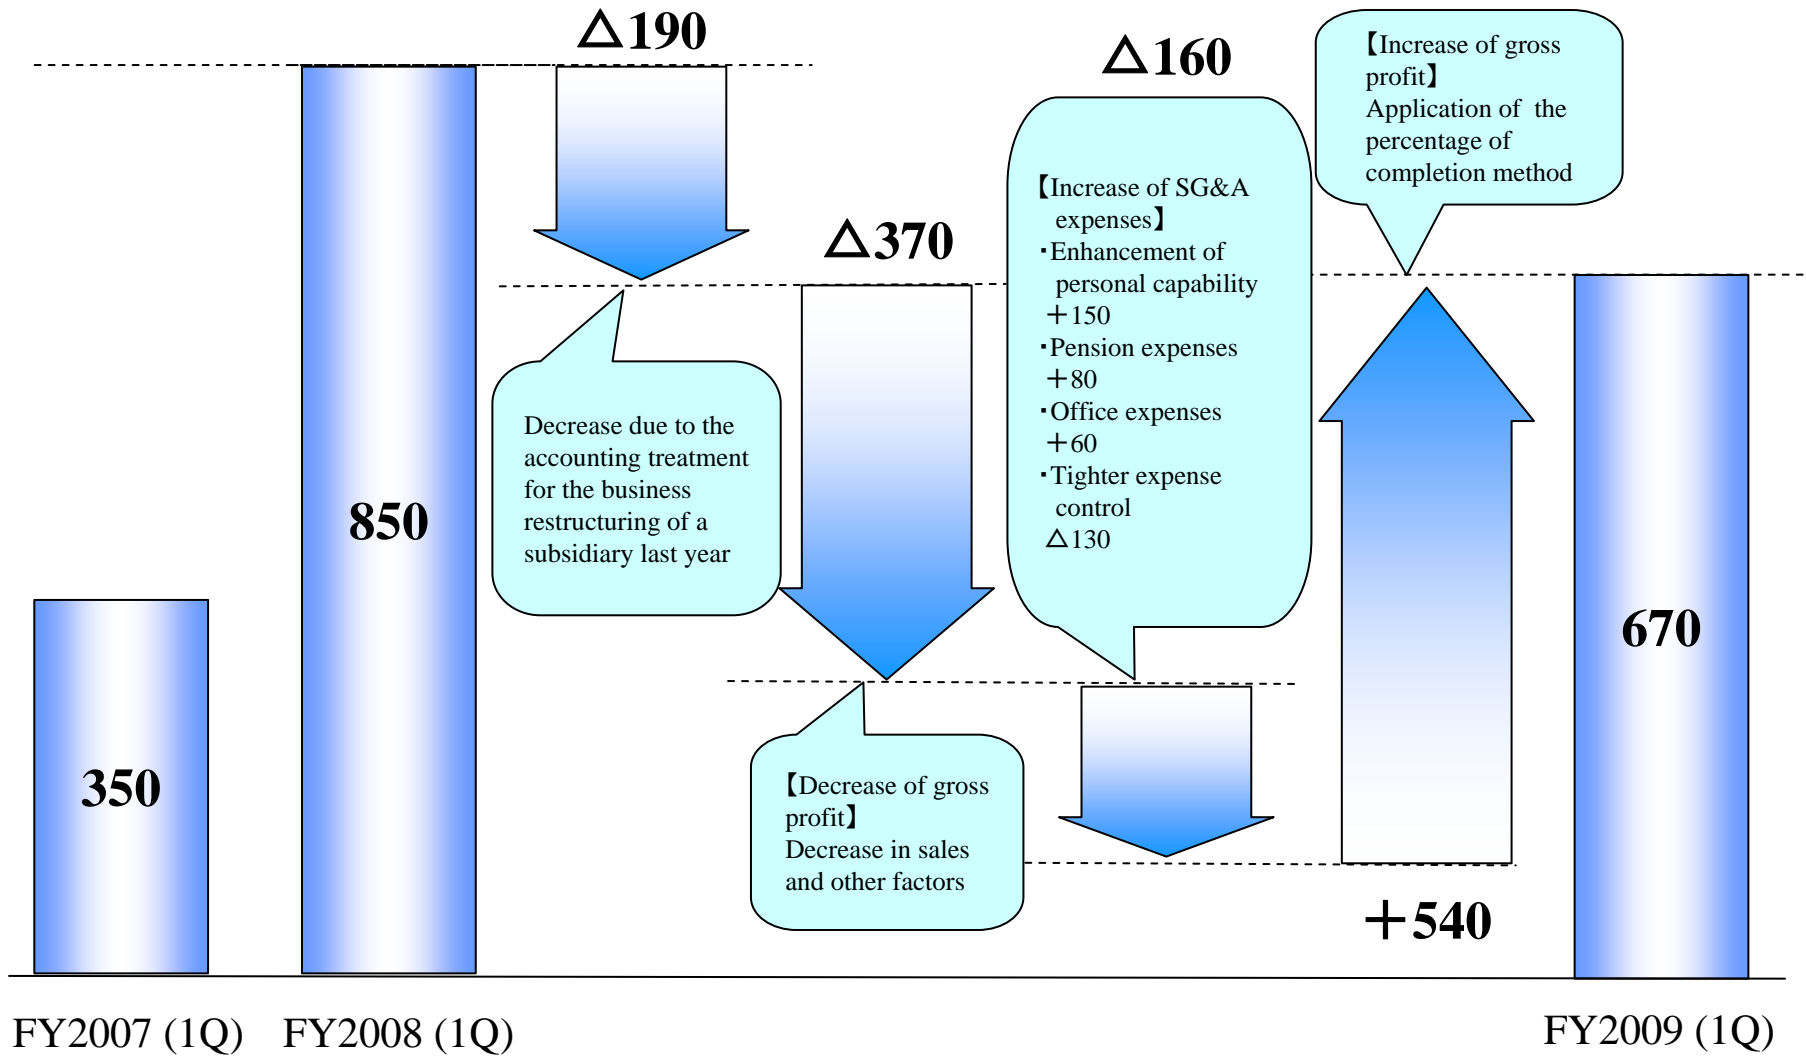 △190
△160
【Increase of gross
profit】
Application of the
percentage of
completion method
【Increase of SG&A
expenses】
・Enhancement of
personal capability
＋150
・Pension expenses
＋80
・Office expenses
＋60
・Tighter expense
control
△130
△370
Decrease due to the
accounting treatment
for the business
restructuring of a
subsidiary last year
850
670
350
【Decrease of gross
profit】
Decrease in sales
and other factors
＋540
FY2007 (1Q)
FY2008 (1Q)
FY2009 (1Q)